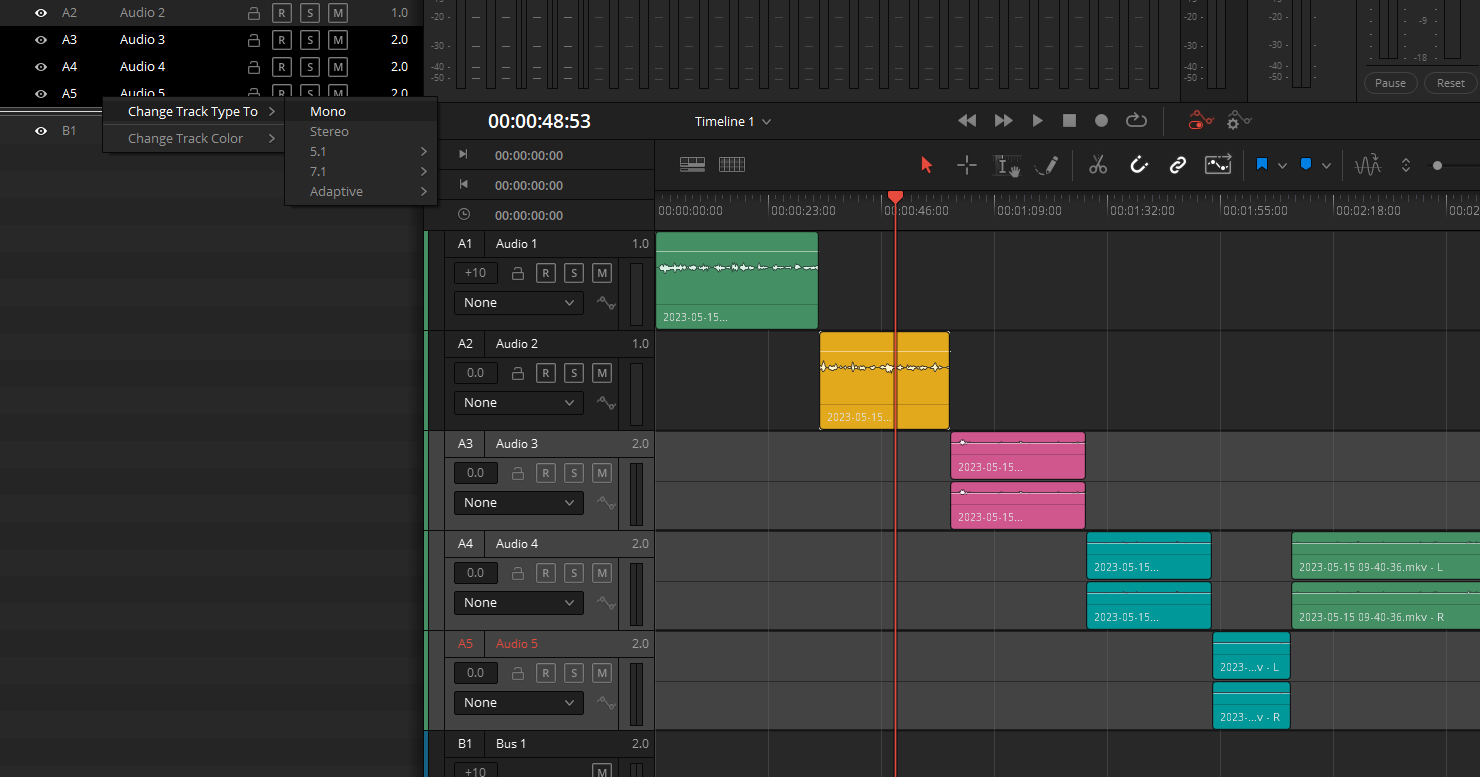 A2 Audio 2 R S M 1.0
A3 Audio 3 R S M 2.0
A4 Audio 4 R S M 2.0
A5 Audio 5 R S M 2.0
B1
Change Track Type To
Change Track Color
Mono
Stereo
5.1
7.1
Adaptive
-20 -20 -20
-30 -30 -30
-40 -40 -40
-50 -50 -50
-9
-18
Pause Reset
00:00:48:53 Timeline 1
00:00:00:00
00:00:00:00
00:00:00:00
00:00:00:00 00:00:23:00 00:00:46:00 00:01:09:00 00:01:32:00 00:01:55:00 00:02:18:00 00:02
A1 Audio 1 1.0
+10 R S M
None
2023-05-15...
A2 Audio 2 1.0
0.0 R S M
None
2023-05-15...
A3 Audio 3 2.0
0.0 R S M
None
2023-05-15...
2023-05-15...
A4 Audio 4 2.0
0.0 R S M
None
2023-05-15... 2023-05-15 09-40-36.mkv - L
2023-05-15... 2023-05-15 09-40-36.mkv - R
A5 Audio 5 2.0
0.0 R S M
None
2023-...v - L
2023-...v - R
B1 Bus 1 2.0
+10 M